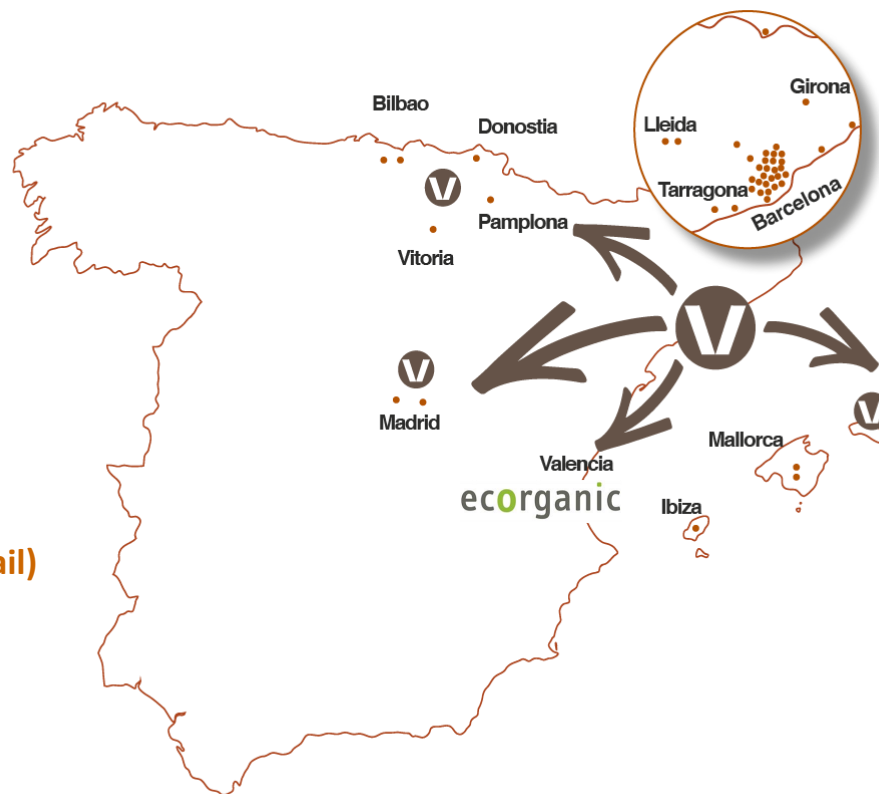 Girona
Bilbao
Donostia
Lleida
Tarragona
Barcelona
V
Pamplona
Vitoria
V
V
Madrid
V
Mallorca
Valencia
ecorganic
Ibiza
ail)